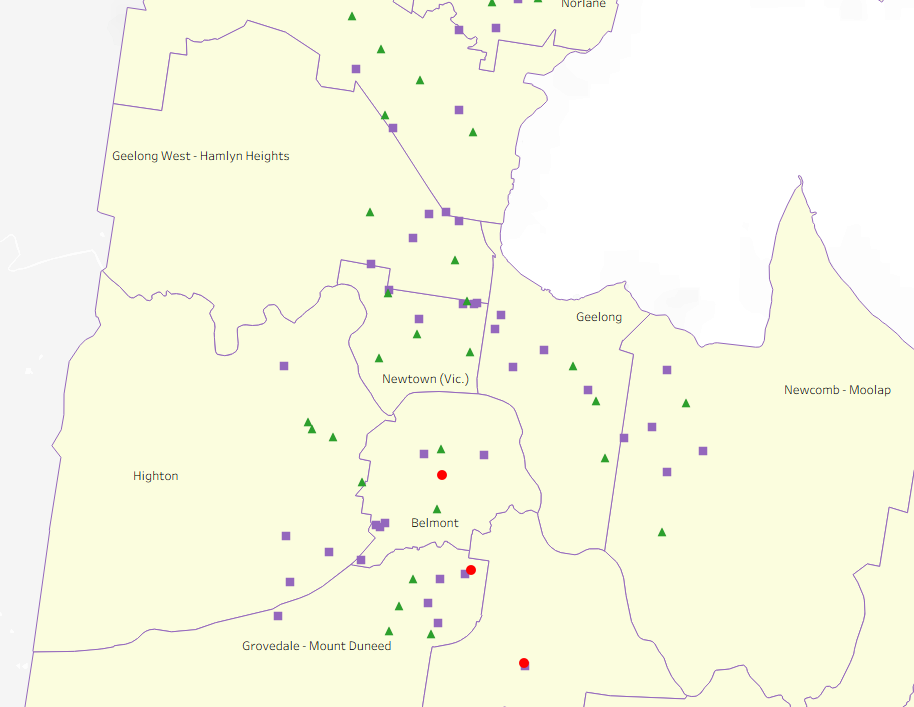 Norlane
Geelong West - Hamlyn Heights
Geelong
Newtown (Vic.)
Newcomb - Moolap
Highton
Belmont
Grovedale - Mount Duneed